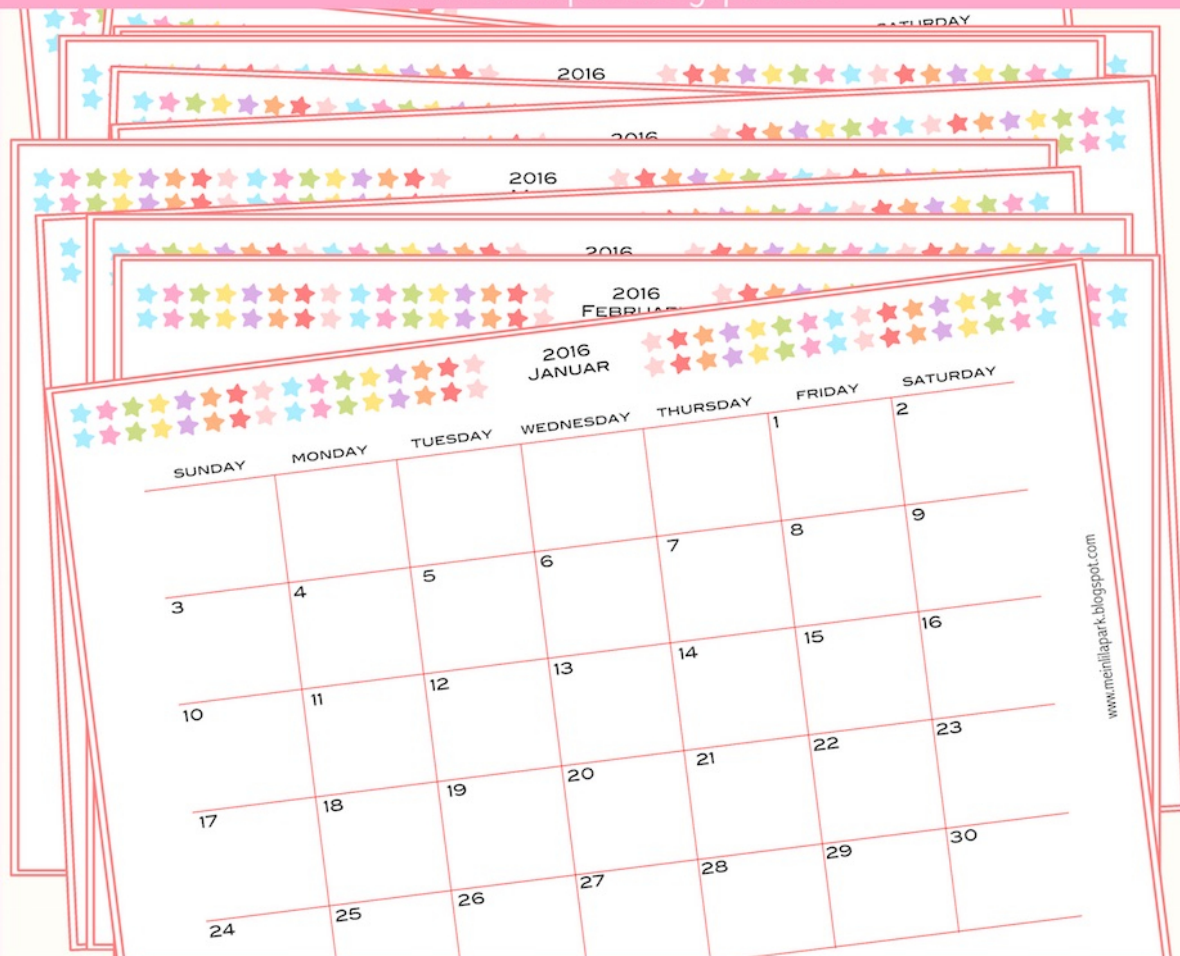 SATURDAY
2016
2016
2016
2016
2016
2016
JANUAR
SUNDAY MONDAY TUESDAY WEDNESDAY THURSDAY FRIDAY SATURDAY
1 2
3 4 5 6 7 8 9
10 11 12 13 14 15 16
17 18 19 20 21 22 23
24 25 26 27 28 29 30
www.meinlilapark.blogspot.com